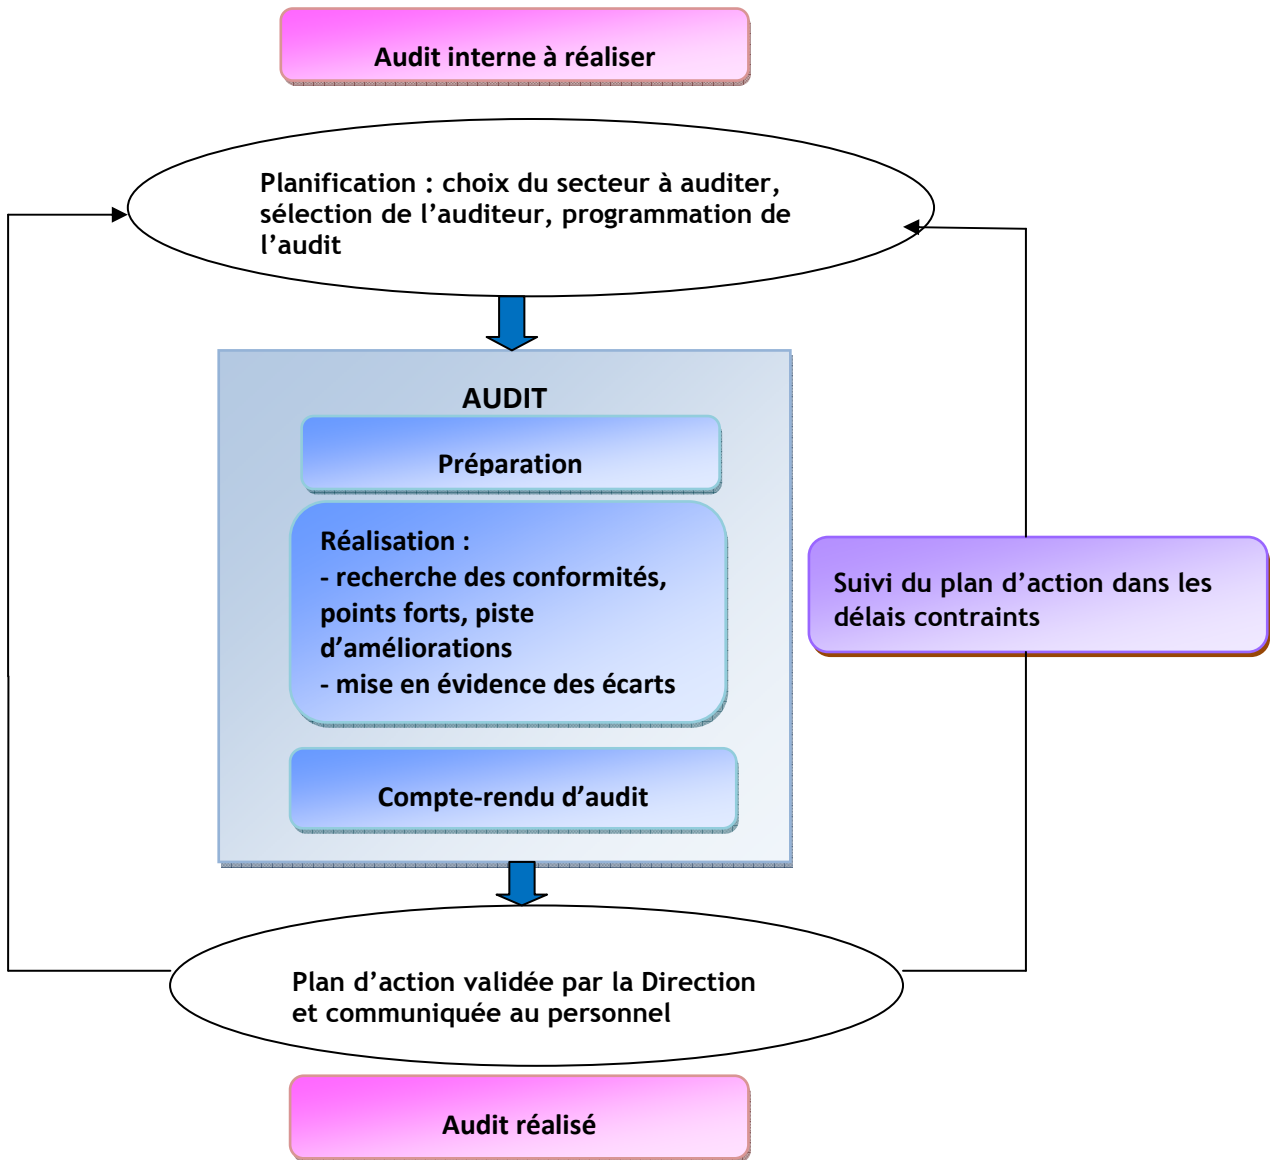 Audit interne à réaliser
Planification : choix du secteur à auditer,
sélection de l’auditeur, programmation de
l’audit
AUDIT
Préparation
Réalisation :
- recherche des conformités,
points forts, piste
d’améliorations
- mise en évidence des écarts
Suivi du plan d’action dans les
délais contraints
Compte-rendu d’audit
Plan d’action validée par la Direction
et communiquée au personnel
Audit réalisé